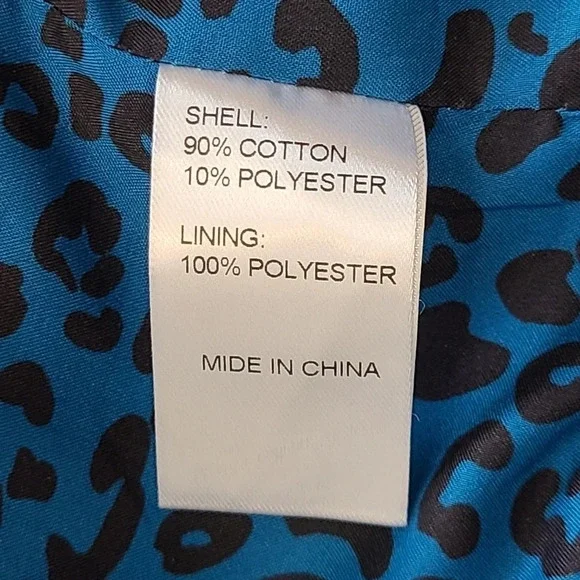 SHELL:
90% COTTON
10% POLYESTER
LINING:
100% POLYESTER
MIDE IN CHINA